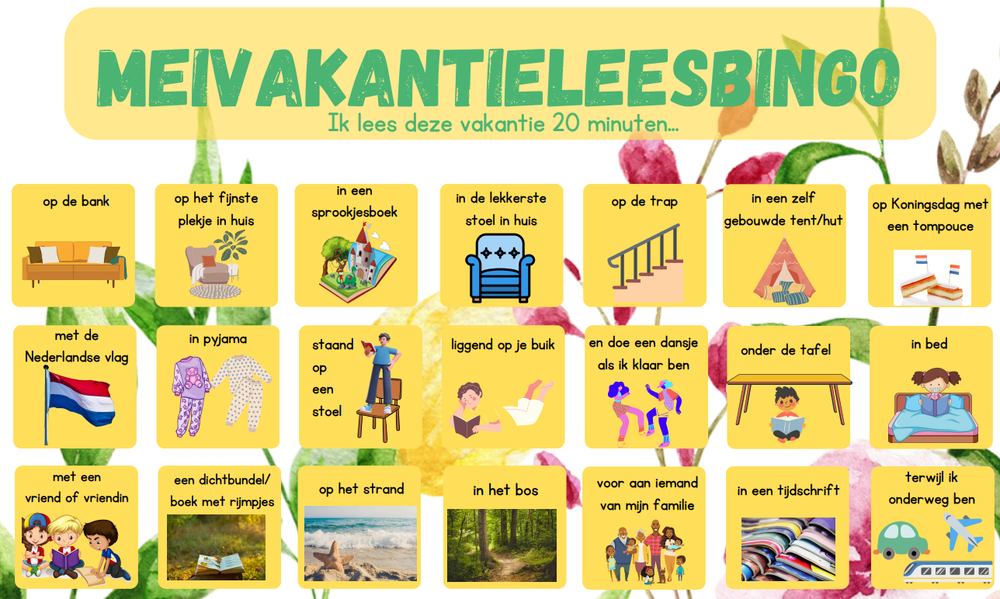 MEIVAKANTIELEESBINGO
Ik lees deze vakantie 20 minuten...
op de bank
op het fijnste
plekje in huis
in een
sprookjesboek
in de lekkerste
stoel in huis
op de trap
in een zelf
gebouwde tent/hut
op Koningsdag met
een tompouce
met de
Nederlandse vlag
in pyjama
staand
op
een
stoel
liggend op je buik
en doe een dansje
als ik klaar ben
onder de tafel
in bed
met een
vriend of vriendin
een dichtbundel/
boek met rijmpjes
op het strand
in het bos
voor aan iemand
van mijn familie
in een tijdschrift
terwijl ik
onderweg ben